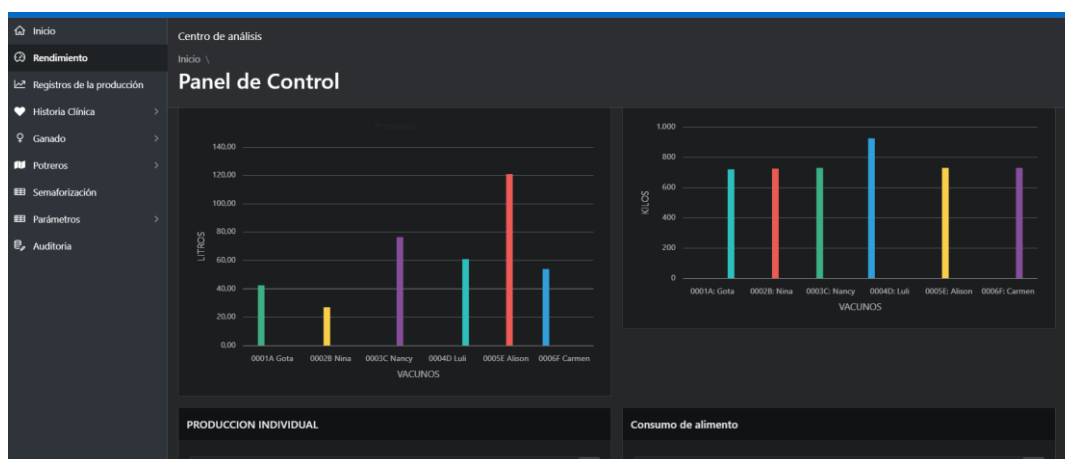 Inicio
Rendimiento
Registros de la producción
Historia Clínica
Ganado
Potreros
Semaforización
Parámetros
Auditoria
Centro de análisis
Inicio \
Panel de Control
140,00
120,00
100,00
80,00
60,00
40,00
20,00
0,00
LITROS
0001A Gota 0002B Nina 0003C Nancy 0004D Luli 0005E Alison 0006F Carmen
VACUNOS
1.000
800
600
400
200
0
KILOS
0001A: Gota 0002B: Nina 0003C: Nancy 0004D: Luli 0005E: Alison 0006F: Carmen
VACUNOS
PRODUCCION INDIVIDUAL
Consumo de alimento